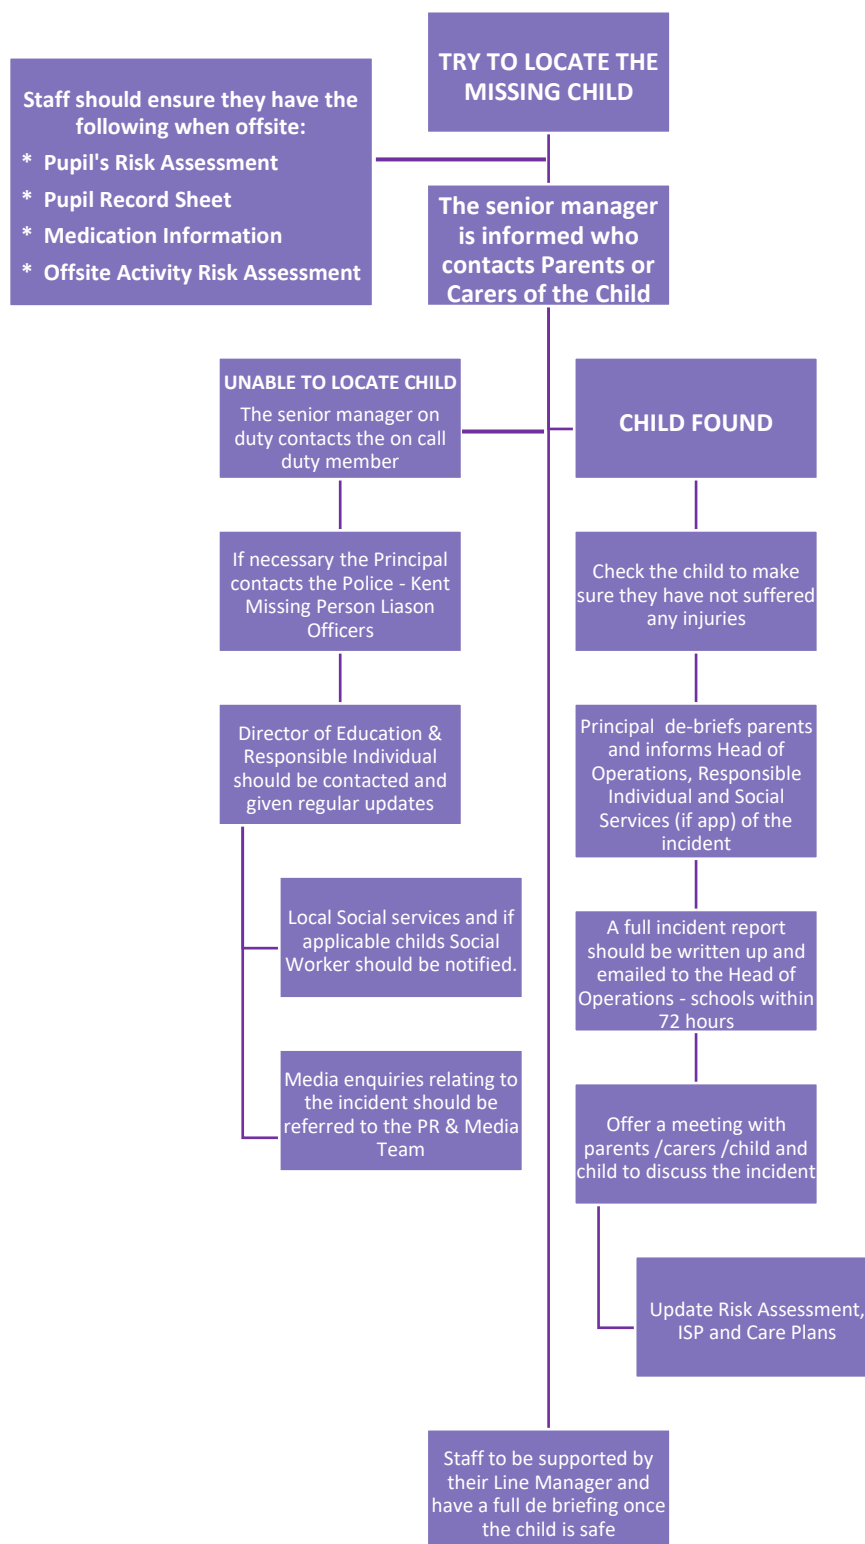 TRY TO LOCATE THE
MISSING CHILD
Staff should ensure they have the
following when offsite:
* Pupil's Risk Assessment
* Pupil Record Sheet
* Medication Information
* Offsite Activity Risk Assessment
The senior manager
is informed who
contacts Parents or
Carers of the Child
UNABLE TO LOCATE CHILD
The senior manager on
duty contacts the on call
duty member
If necessary the Principal
contacts the Police - Kent
Missing Person Liason
Officers
Director of Education &
Responsible Individual
should be contacted and
given regular updates
Local Social services and if
applicable childs Social
Worker should be notified.
Media enquiries relating to
the incident should be
referred to the PR & Media
Team
CHILD FOUND
Check the child to make
sure they have not suffered
any injuries
Principal de-briefs parents
and informs Head of
Operations, Responsible
Individual and Social
Services (if app) of the
incident
A full incident report
should be written up and
emailed to the Head of
Operations - schools within
72 hours
Offer a meeting with
parents /carers /child and
child to discuss the incident
Update Risk Assessment,
ISP and Care Plans
Staff to be supported by
their Line Manager and
have a full de briefing once
the child is safe